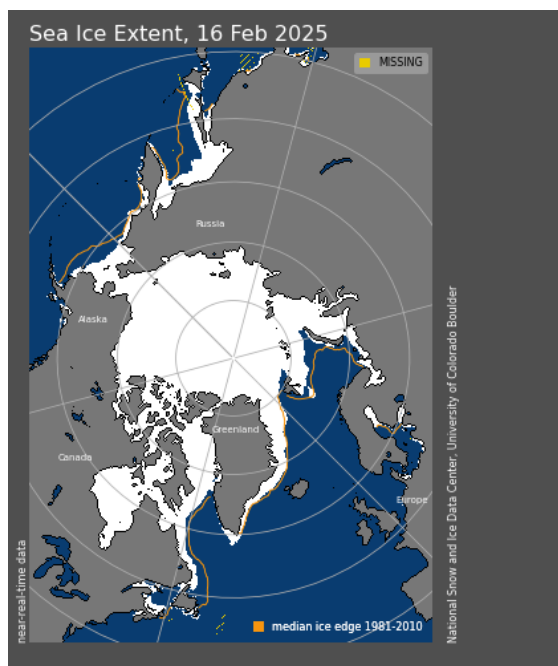 Sea Ice Extent, 16 Feb 2025
MISSING
Russia
Alaska
Greenland
Canada
Europe
near-real-time data
median ice edge 1981-2010
National Snow and Ice Data Center, University of Colorado Boulder